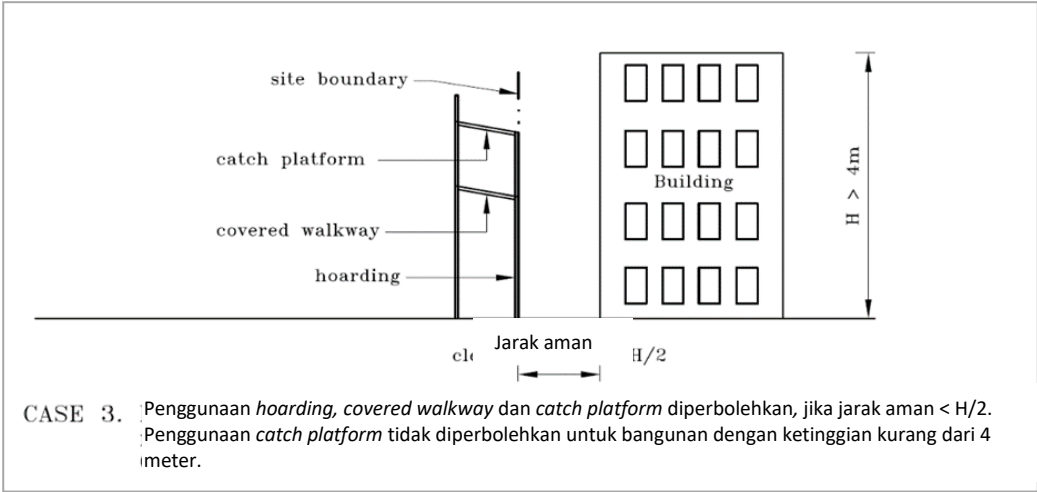 site boundary
catch platform
Building
H > 4m
covered walkway
hoarding
Jarak aman
H/2
CASE 3. Penggunaan hoarding, covered walkway dan catch platform diperbolehkan, jika jarak aman < H/2.
Penggunaan catch platform tidak diperbolehkan untuk bangunan dengan ketinggian kurang dari 4
meter.